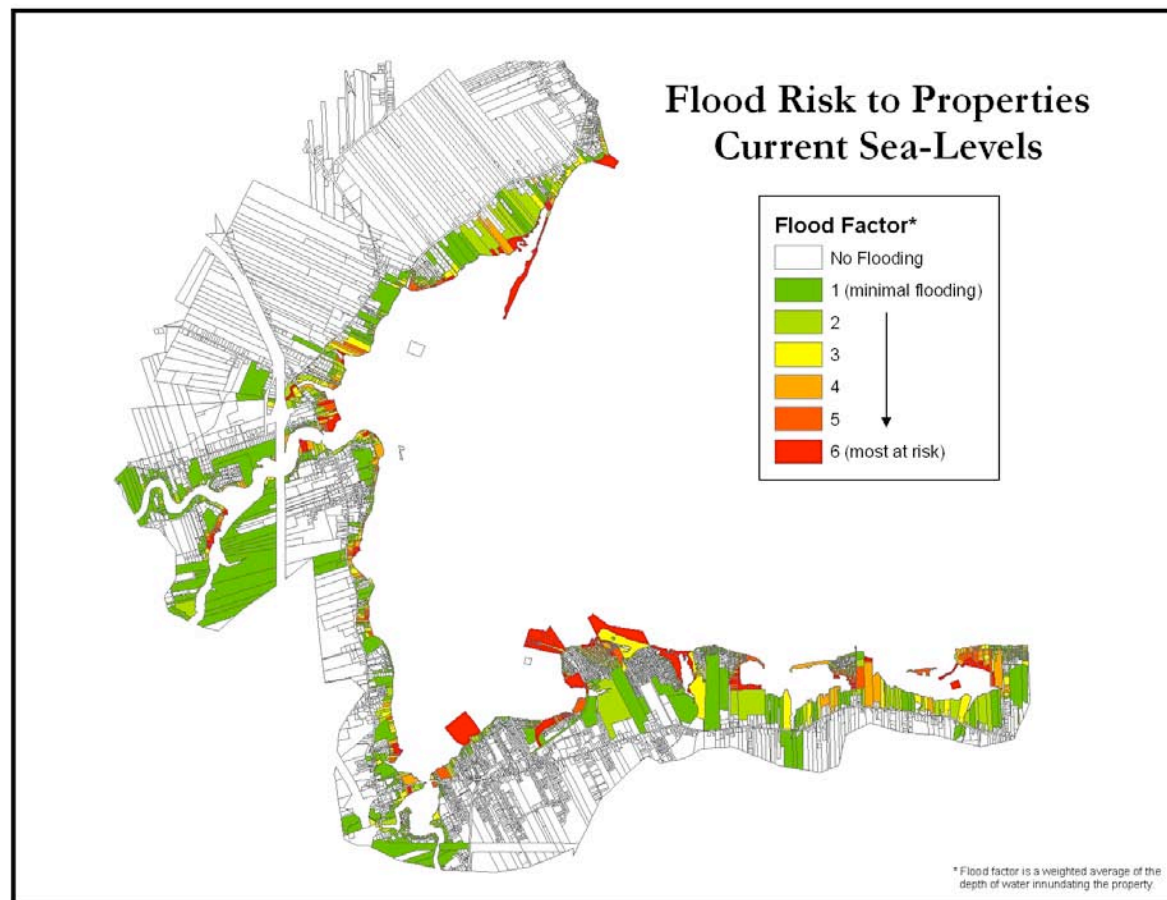 Flood Risk to Properties
Current Sea-Levels
Flood Factor*
No Flooding
1 (minimal flooding)
2
3
4
5
6 (most at risk)
* Flood factor is a weighted average of the
depth of water innundating the property.